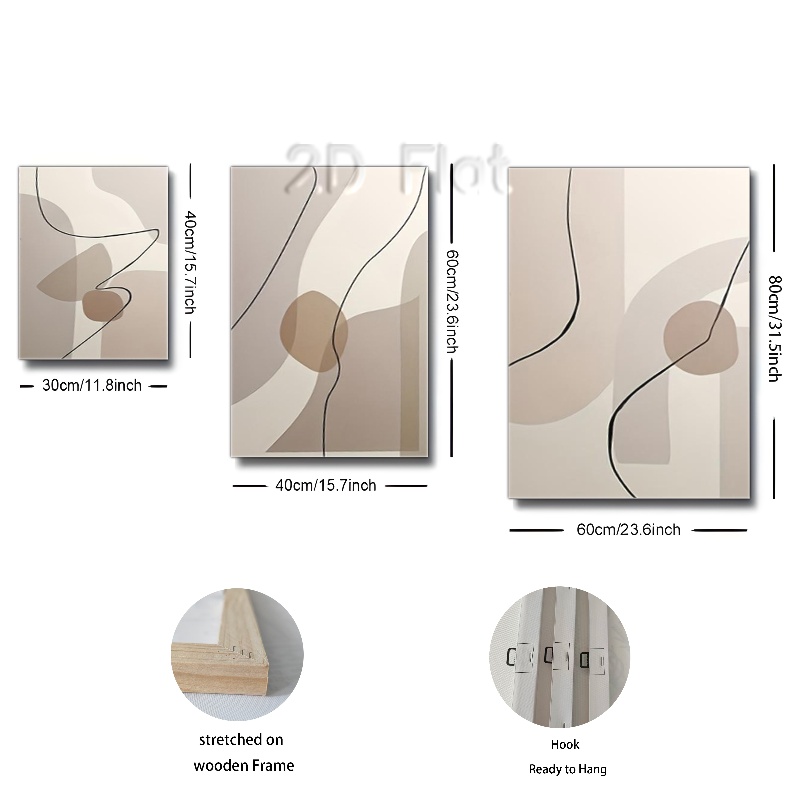 2D Flat
40cm/15.7inch
30cm/11.8inch
60cm/23.6inch
40cm/15.7inch
80cm/31.5inch
60cm/23.6inch
stretched on
wooden Frame
Hook
Ready to Hang